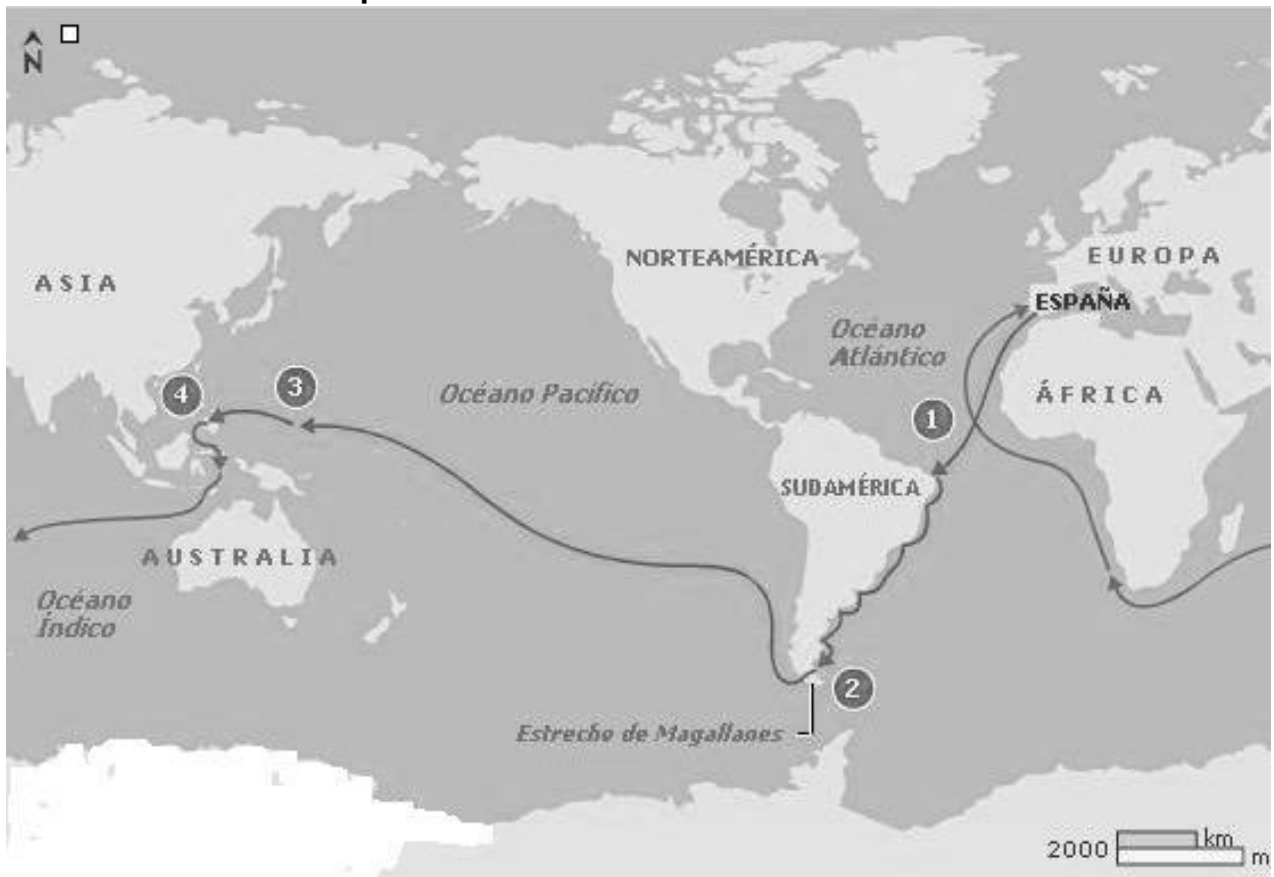 N
NORTEAMÉRICA
EUROPA
ASIA
ESPAÑA
Océano
Atlántico
4
3
Océano Pacífico
1
ÁFRICA
SUDAMÉRICA
AUSTRALIA
Océano
Índico
2
Estrecho de Magallanes
2000
km
m